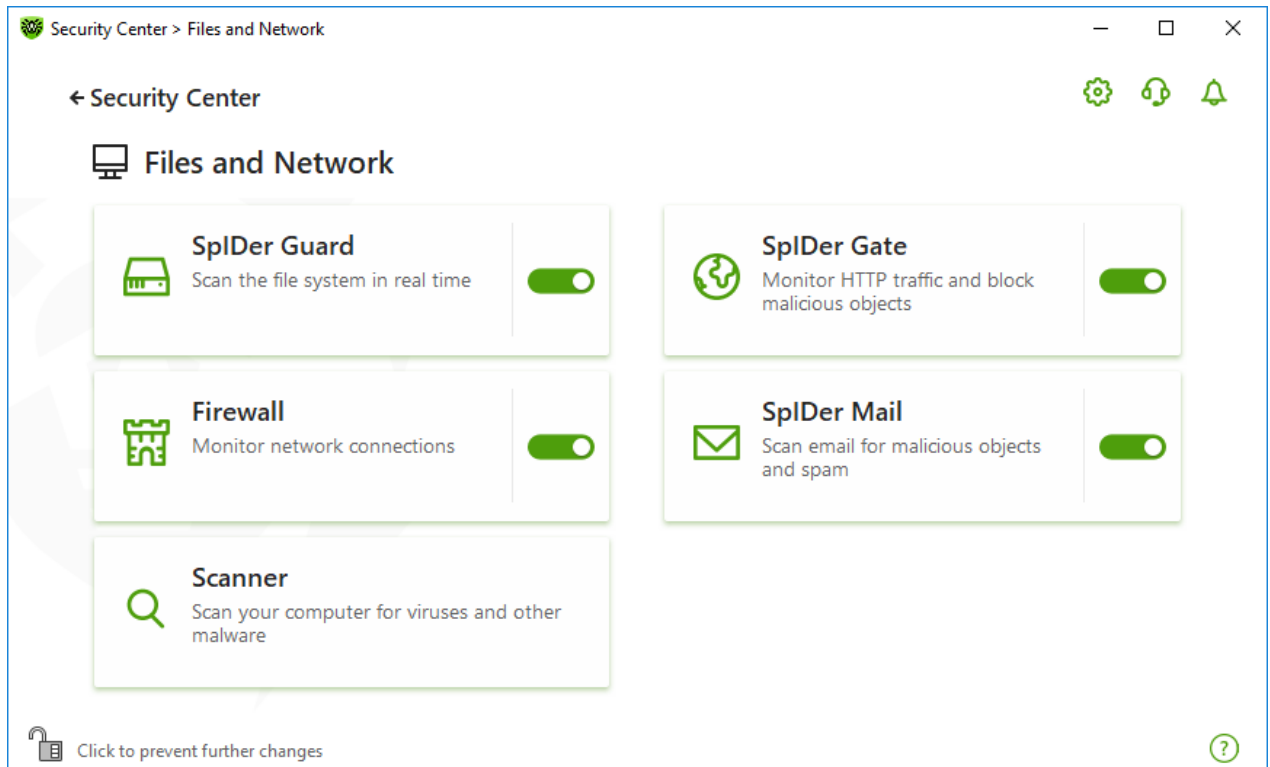 Security Center > Files and Network
Security Center
Files and Network
SpIDer Guard
Scan the file system in real time
SpIDer Gate
Monitor HTTP traffic and block
malicious objects
Firewall
Monitor network connections
SpIDer Mail
Scan email for malicious objects
and spam
Scanner
Scan your computer for viruses and other
malware
Click to prevent further changes
?